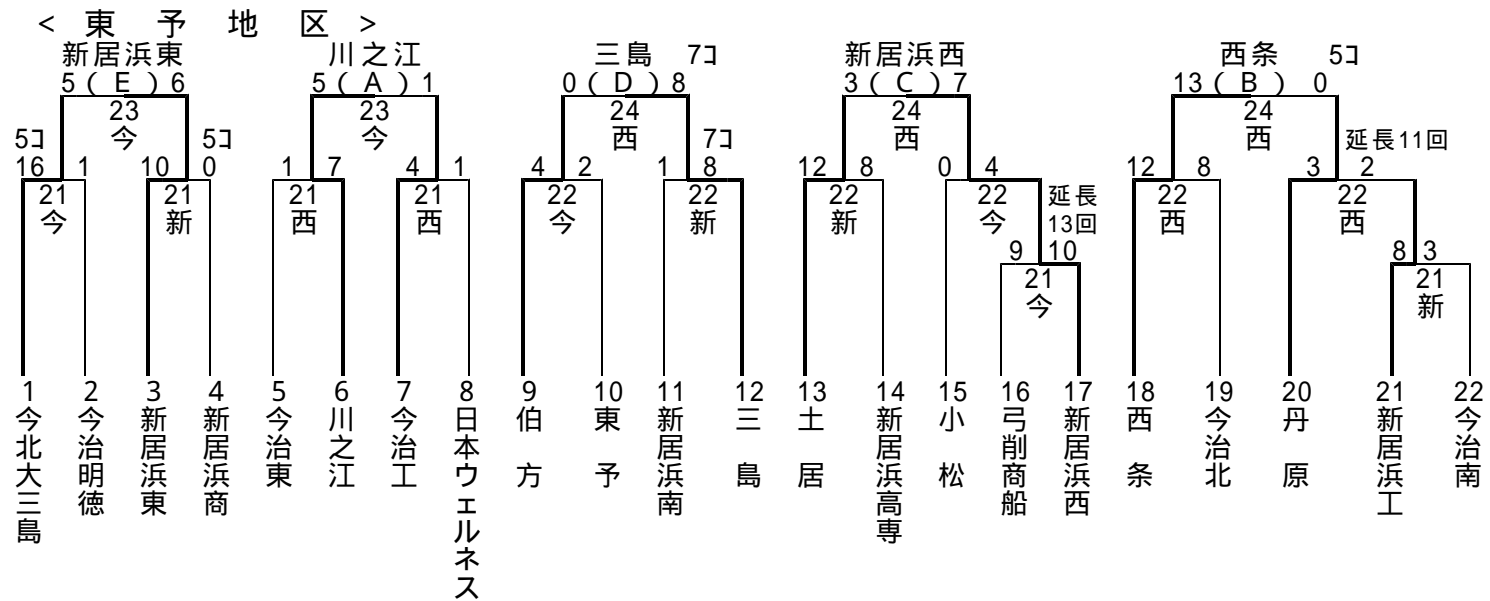 < 東 予 地 区 >
新居浜東 川之江 三島 7コ 新居浜西 西条 5コ
5 ( E ) 6 5 ( A ) 1 0 ( D ) 8 3 ( C ) 7 13 ( B ) 0
23 23 24 24 24
5コ 今 5コ 今 西 7コ 西 西 延長11回
16 1 10 0 1 7 4 1 4 2 1 8 12 8 0 4 12 8 3 2
21 21 21 21 22 22 22 22 22 22
今 新 西 西 今 新 新 今 西 西
延長
13回
9 10 8 3
21 21
今 新
1 2 3 4 5 6 7 8 9 10 11 12 13 14 15 16 17 18 19 20 21 22
今北大三島
今治明徳
新居浜東
新居浜商
今治東
川之江
今治工
日本ウェルネス
伯方
東予
新居浜南
三島
土居
新居浜高専
小松
弓削商船
新居浜西
西条
今治北
丹原
新居浜工
今治南